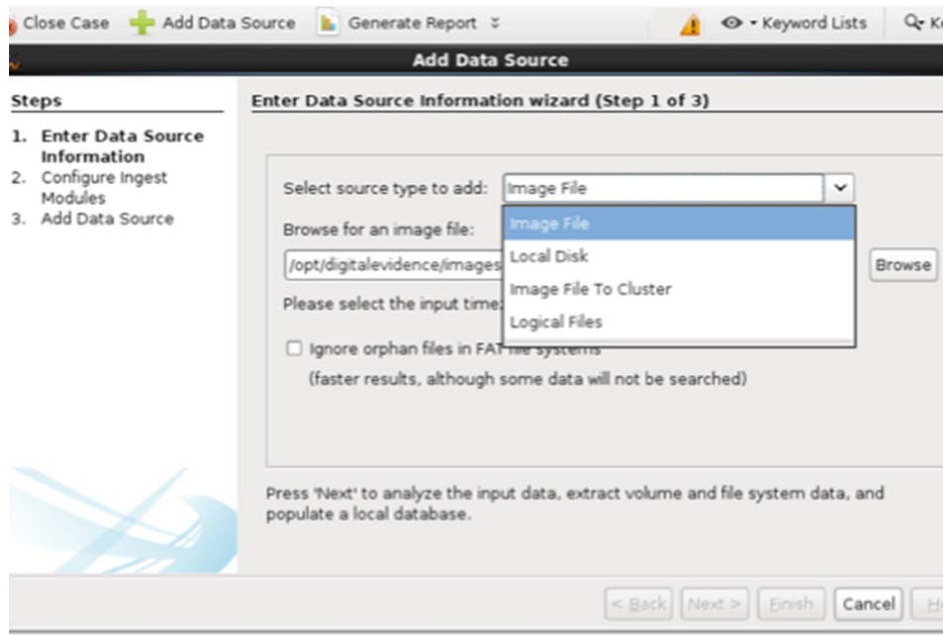 Close Case Add Data Source Generate Report Keyword Lists
Add Data Source
Steps
1. Enter Data Source
Information
2. Configure Ingest
Modules
3. Add Data Source
Enter Data Source Information wizard (Step 1 of 3)
Select source type to add: Image File
Image File
Local Disk
Image File To Cluster
Logical Files
Browse for an image file:
/opt/digitalevidence/images
Browse
Please select the input time
Ignore orphan files in FAT file systems
(faster results, although some data will not be searched)
Press 'Next' to analyze the input data, extract volume and file system data, and
populate a local database.
< Back Next > Finish Cancel